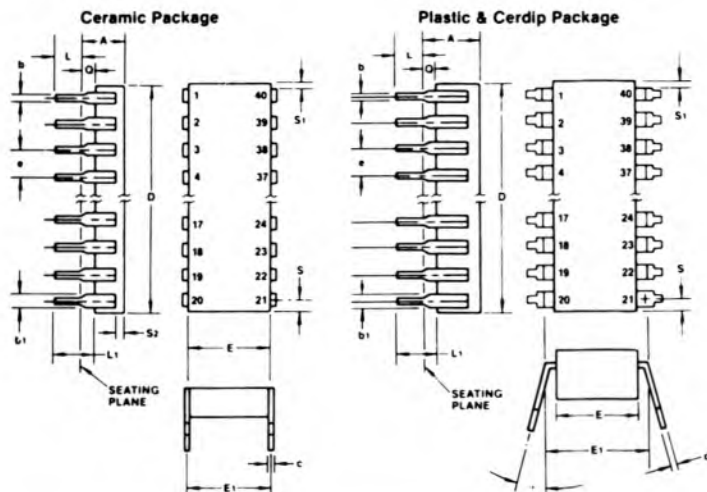 Ceramic Package
L
A
Q
b
e
b1
D
S2
L1
SEATING
PLANE
1 40
2 39
3 38
4 37
17 24
18 23
19 22
20 21
S1
S
E
c
E1
Plastic & Cerdip Package
L
A
Q
b
e
b1
D
L1
SEATING
PLANE
1 40
2 39
3 38
4 37
17 24
18 23
19 22
20 21
S1
S
E
E1